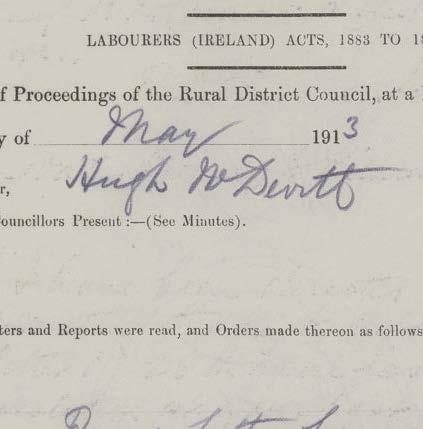 LABOURERS (IRELAND) ACTS, 1883 TO 18
f Proceedings of the Rural District Council, at a
y of May 1913
r, Hugh McDevitt
ouncillors Present :—(See Minutes).
ters and Reports were read, and Orders made thereon as follows